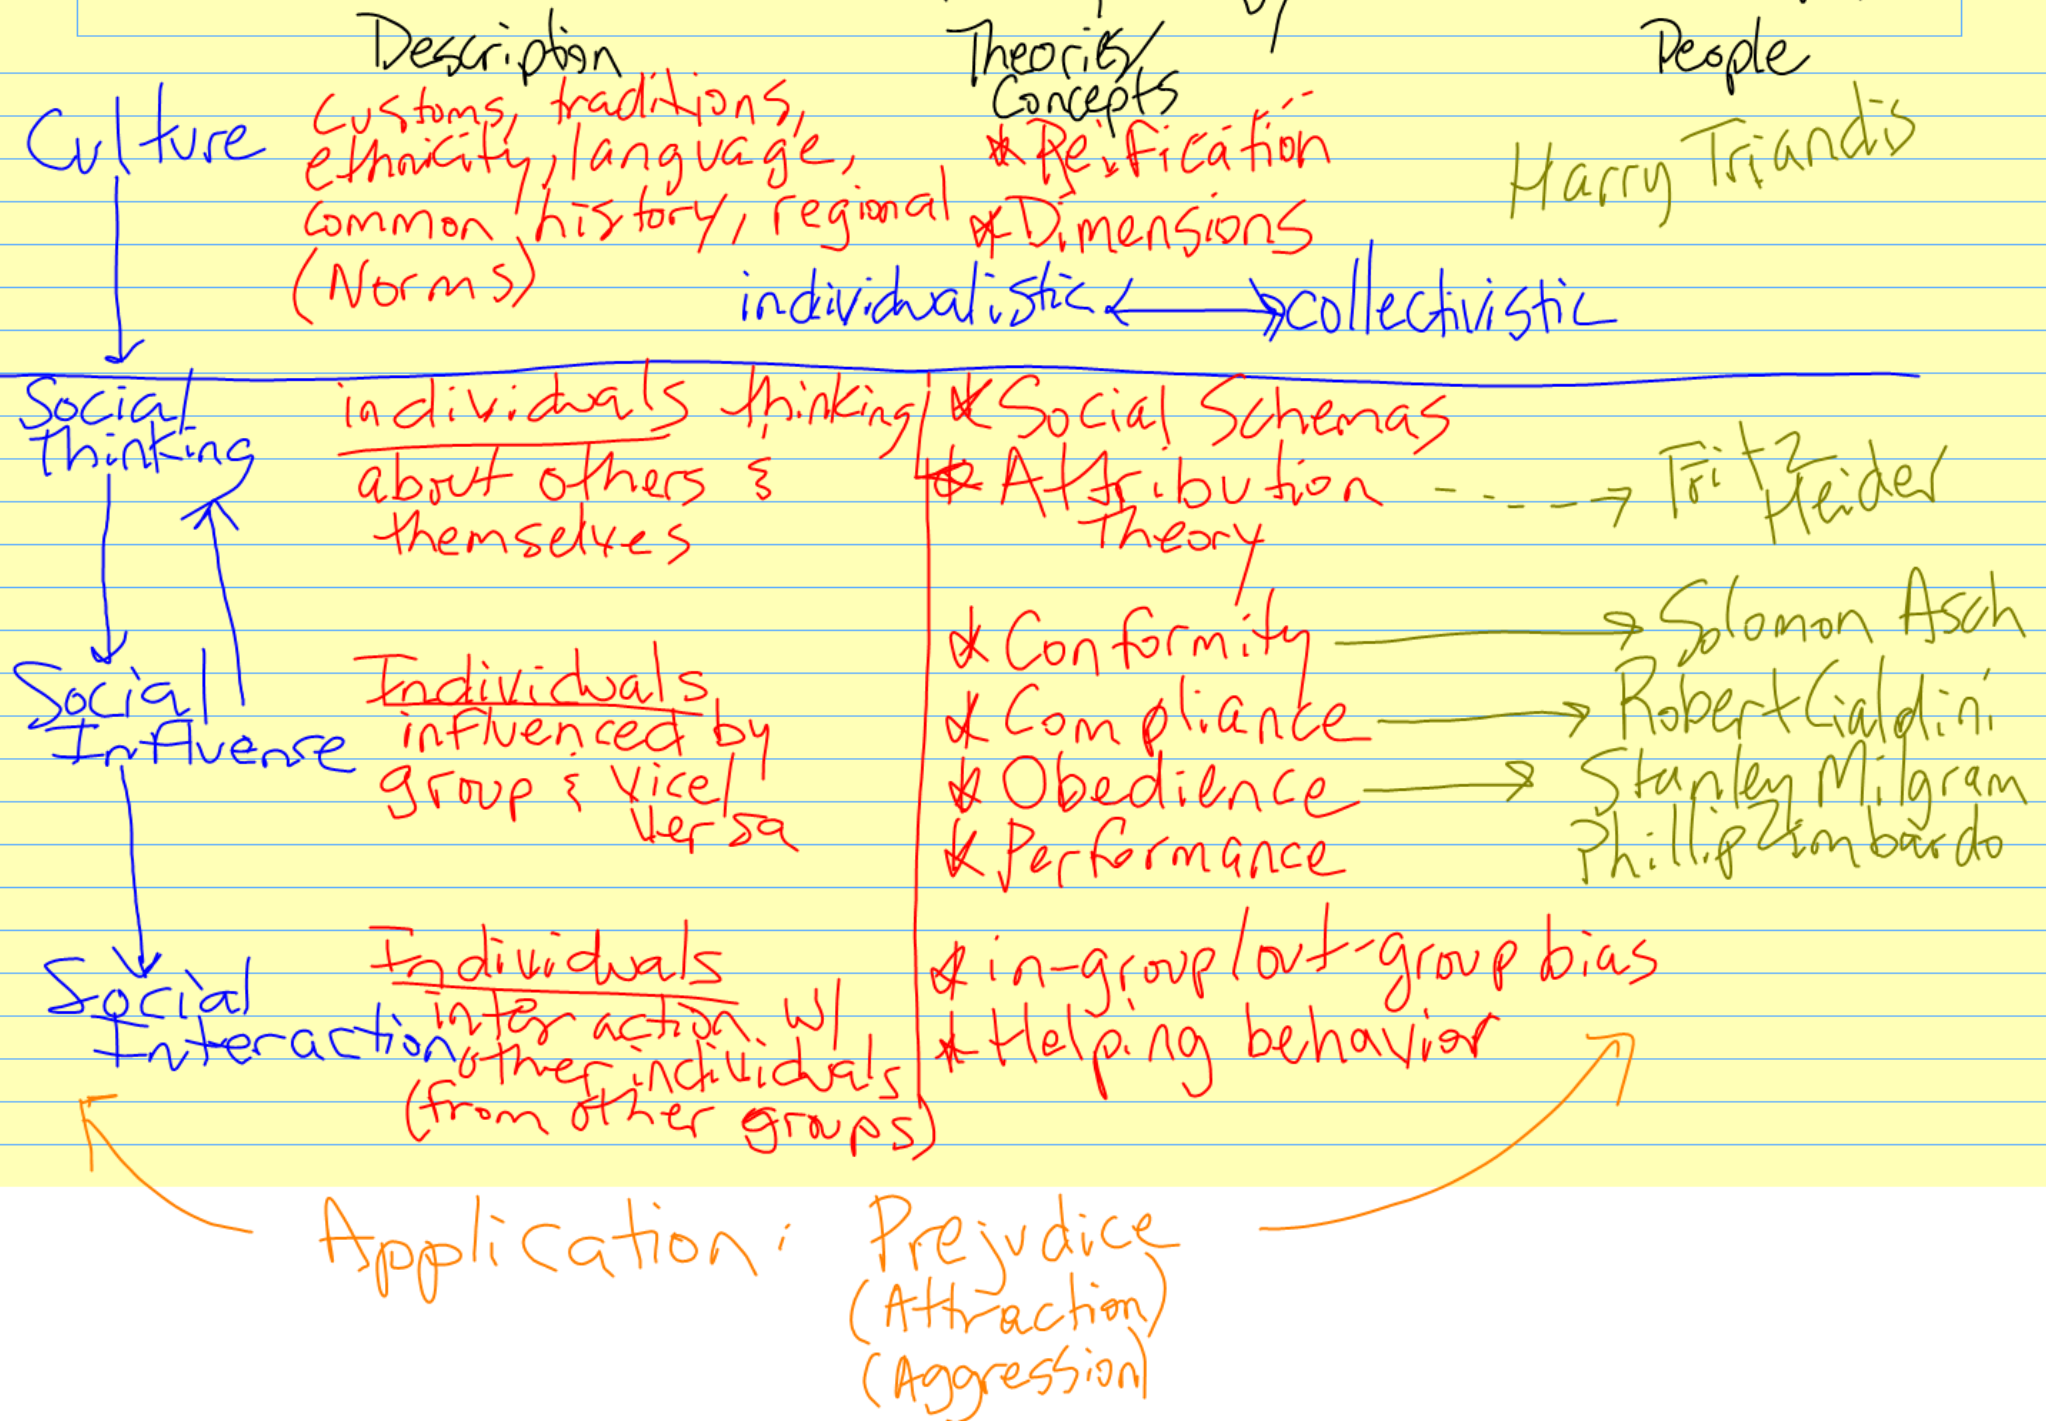 Description Theories/ People
Concepts
Culture
Customs, traditions,
ethnicity, language,
common history, regional
(Norms)
* Reification
* Dimensions
individualistic <-> collectivistic
Harry Triandis
Social
Thinking
individuals thinking
about others &
themselves
* Social Schemas
* Attribution
Theory
Fritz
Heider
Social
Influense
Individuals
influenced by
group & vice/
versa
* Conformity
* Compliance
* Obedience
* Performance
Solomon Asch
Robert Cialdini
Stanley Milgram
Phillip Zimbardo
Social
Interaction
Individuals
inter action w/
other individuals
(from other groups)
* in-group/out-group bias
* Helping behavior
Application: Prejudice
(Attraction)
(Aggression)